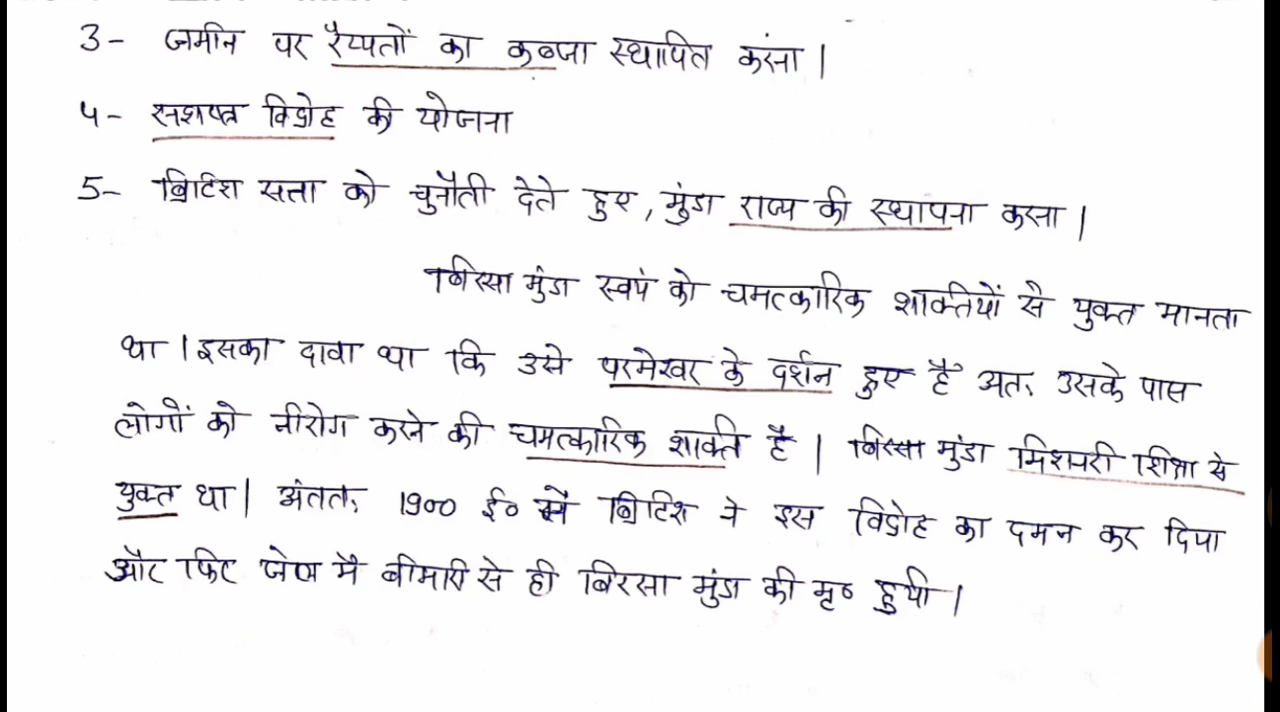 3- जमीन पर रैय्यतों का कब्जा स्थापित करना।
4- सशस्त्र विद्रोह की योजना
5- ब्रिटिश सत्ता को चुनौती देते हुए, मुंडा राज्य की स्थापना करना।
बिरसा मुंडा स्वयं को चमत्कारिक शक्तियों से युक्त मानता
था। इसका दावा था कि उसे परमेश्वर के दर्शन हुए हैं अतः उसके पास
लोगों को नीरोग करने की चमत्कारिक शक्ति है। बिरसा मुंडा मिशनरी शिक्षा से
युक्त था। अंततः 1900 ई० में ब्रिटिश ने इस विद्रोह का दमन कर दिया
और फिर जेल में बीमारी से ही बिरसा मुंडा की मृ० हुयी।